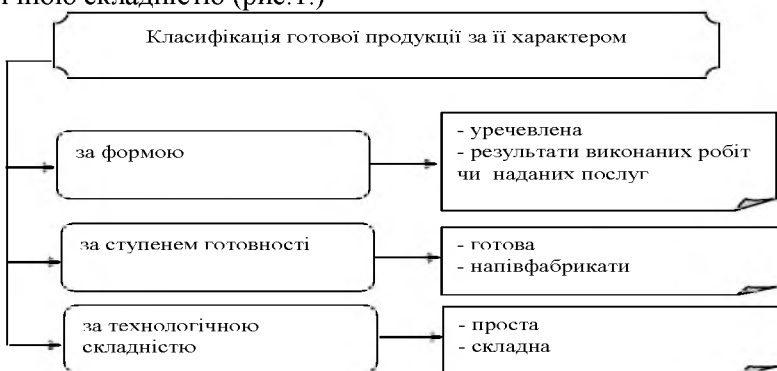 складністю (рис.1.)
Класифікація готової продукції за її характером
за формою
- уречевлена
- результати виконаних робіт
чи наданих послуг
за ступенем готовності
- готова
- напівфабрикати
за технологічною
складністю
- проста
- складна